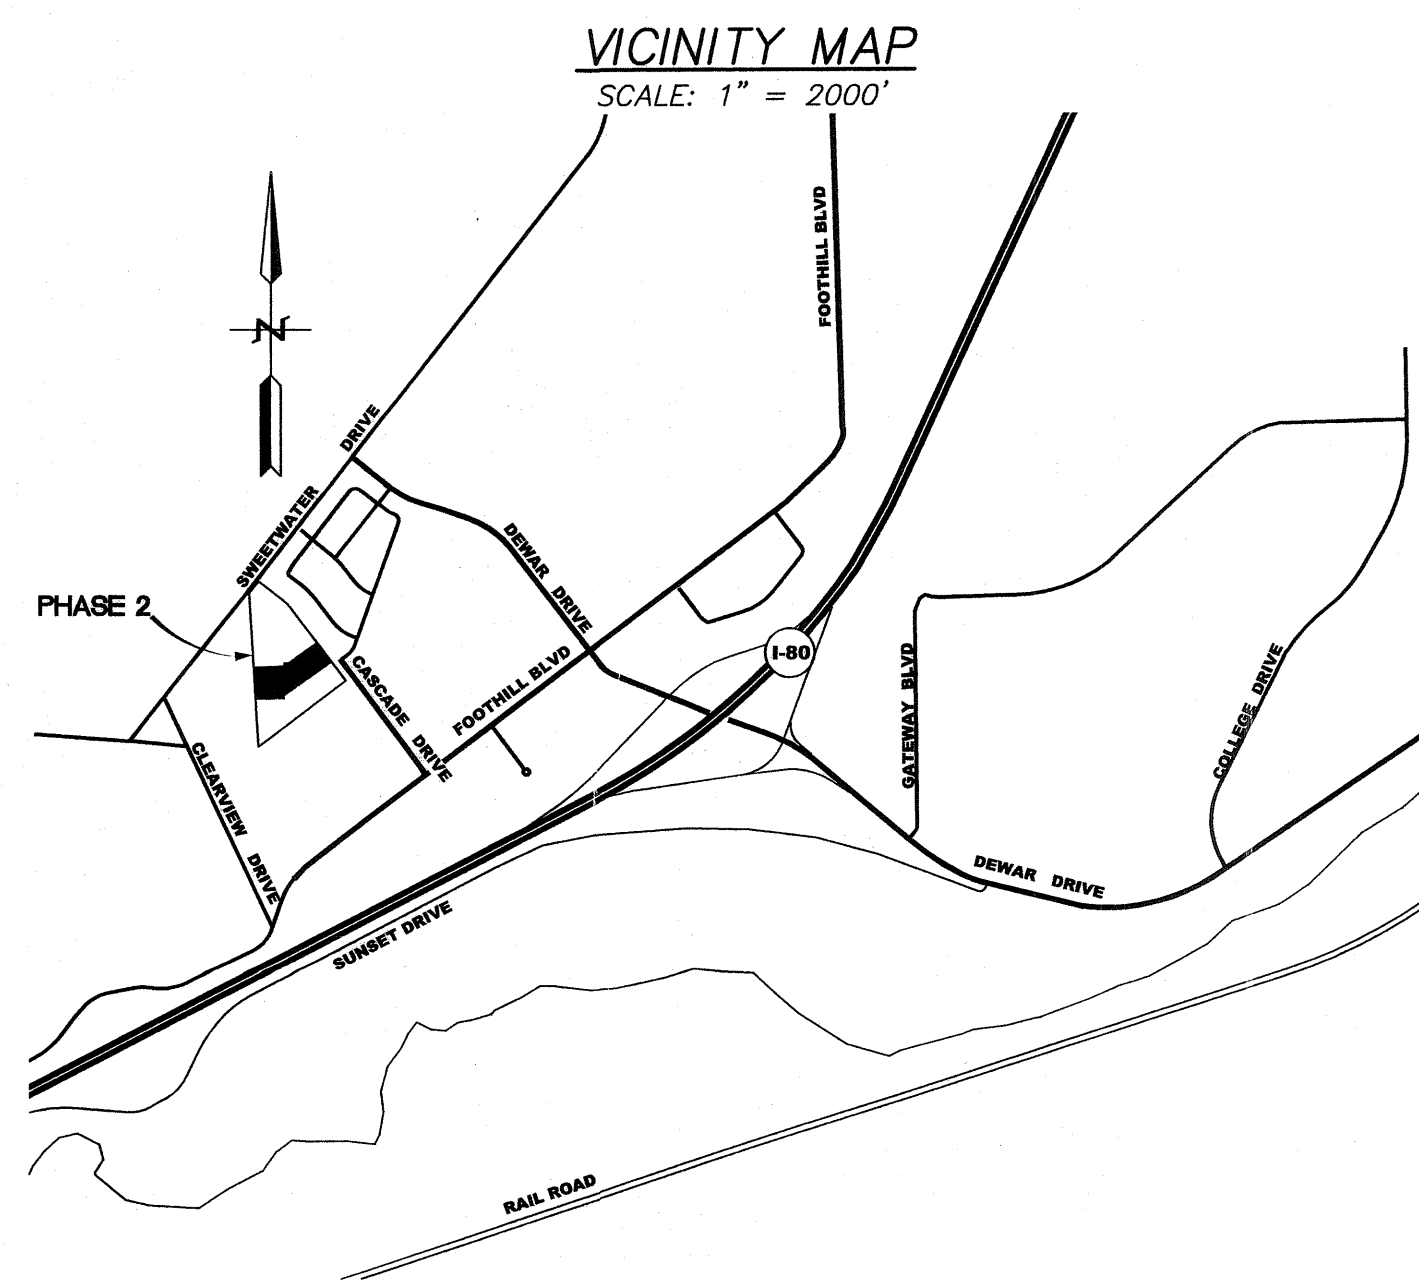 VICINITY MAP
SCALE: 1" = 2000'
FOOTHILL BLVD
N
SWEETWATER DRIVE
DEWAR DRIVE
PHASE 2
I-80
FOOTHILL BLVD
CASCADE DRIVE
GATEWAY BLVD
COLLEGE DRIVE
CLEARVIEW DRIVE
DEWAR DRIVE
SUNSET DRIVE
RAIL ROAD